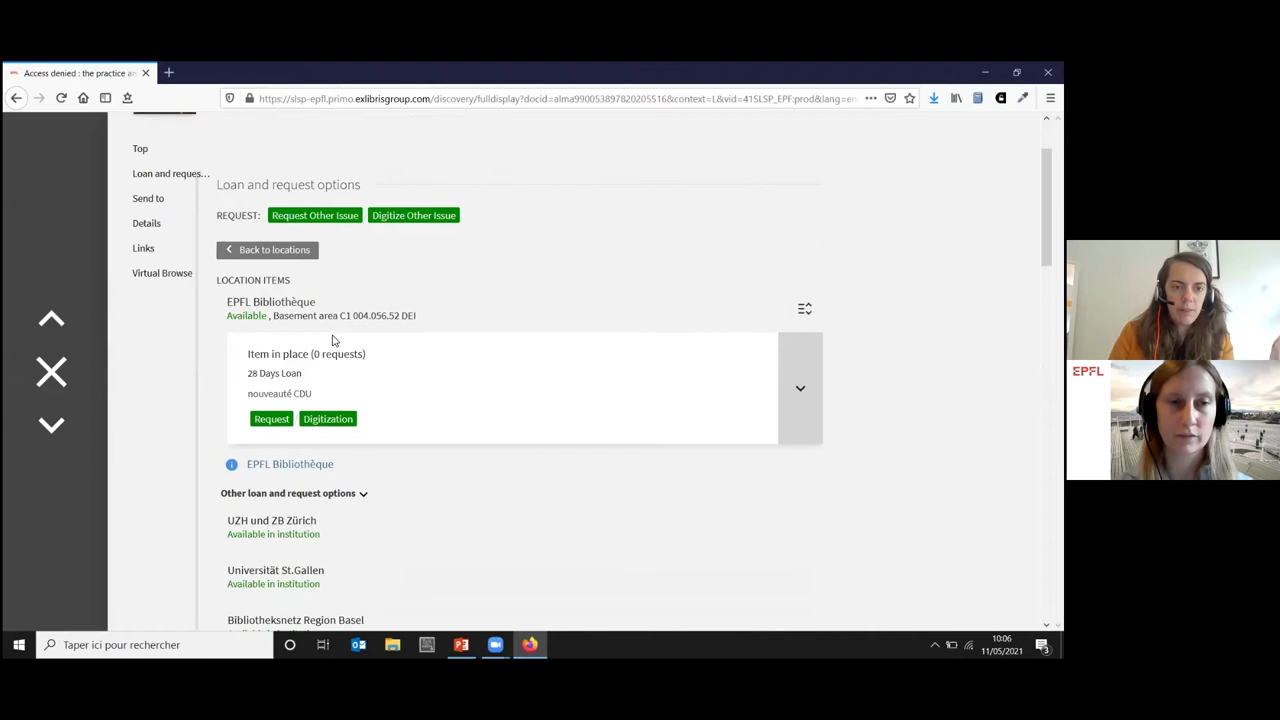 Access denied : the practice an
https://slsp-epfl.primo.exlibrisgroup.com/discovery/fulldisplay?docid=alma990053897820205516&context=L&vid=41SLSP_EPF:prod&lang=en
Top
Loan and reques...
Send to
Details
Links
Virtual Browse
Loan and request options
REQUEST: Request Other Issue Digitize Other Issue
Back to locations
LOCATION ITEMS
EPFL Bibliothèque
Available , Basement area C1 004.056.52 DEI
Item in place (0 requests)
28 Days Loan
nouveauté CDU
Request Digitization
EPFL Bibliothèque
Other loan and request options
UZH und ZB Zürich
Available in institution
Universität St.Gallen
Available in institution
Bibliotheksnetz Region Basel
EPFL
Taper ici pour rechercher
10:06
11/05/2021
3